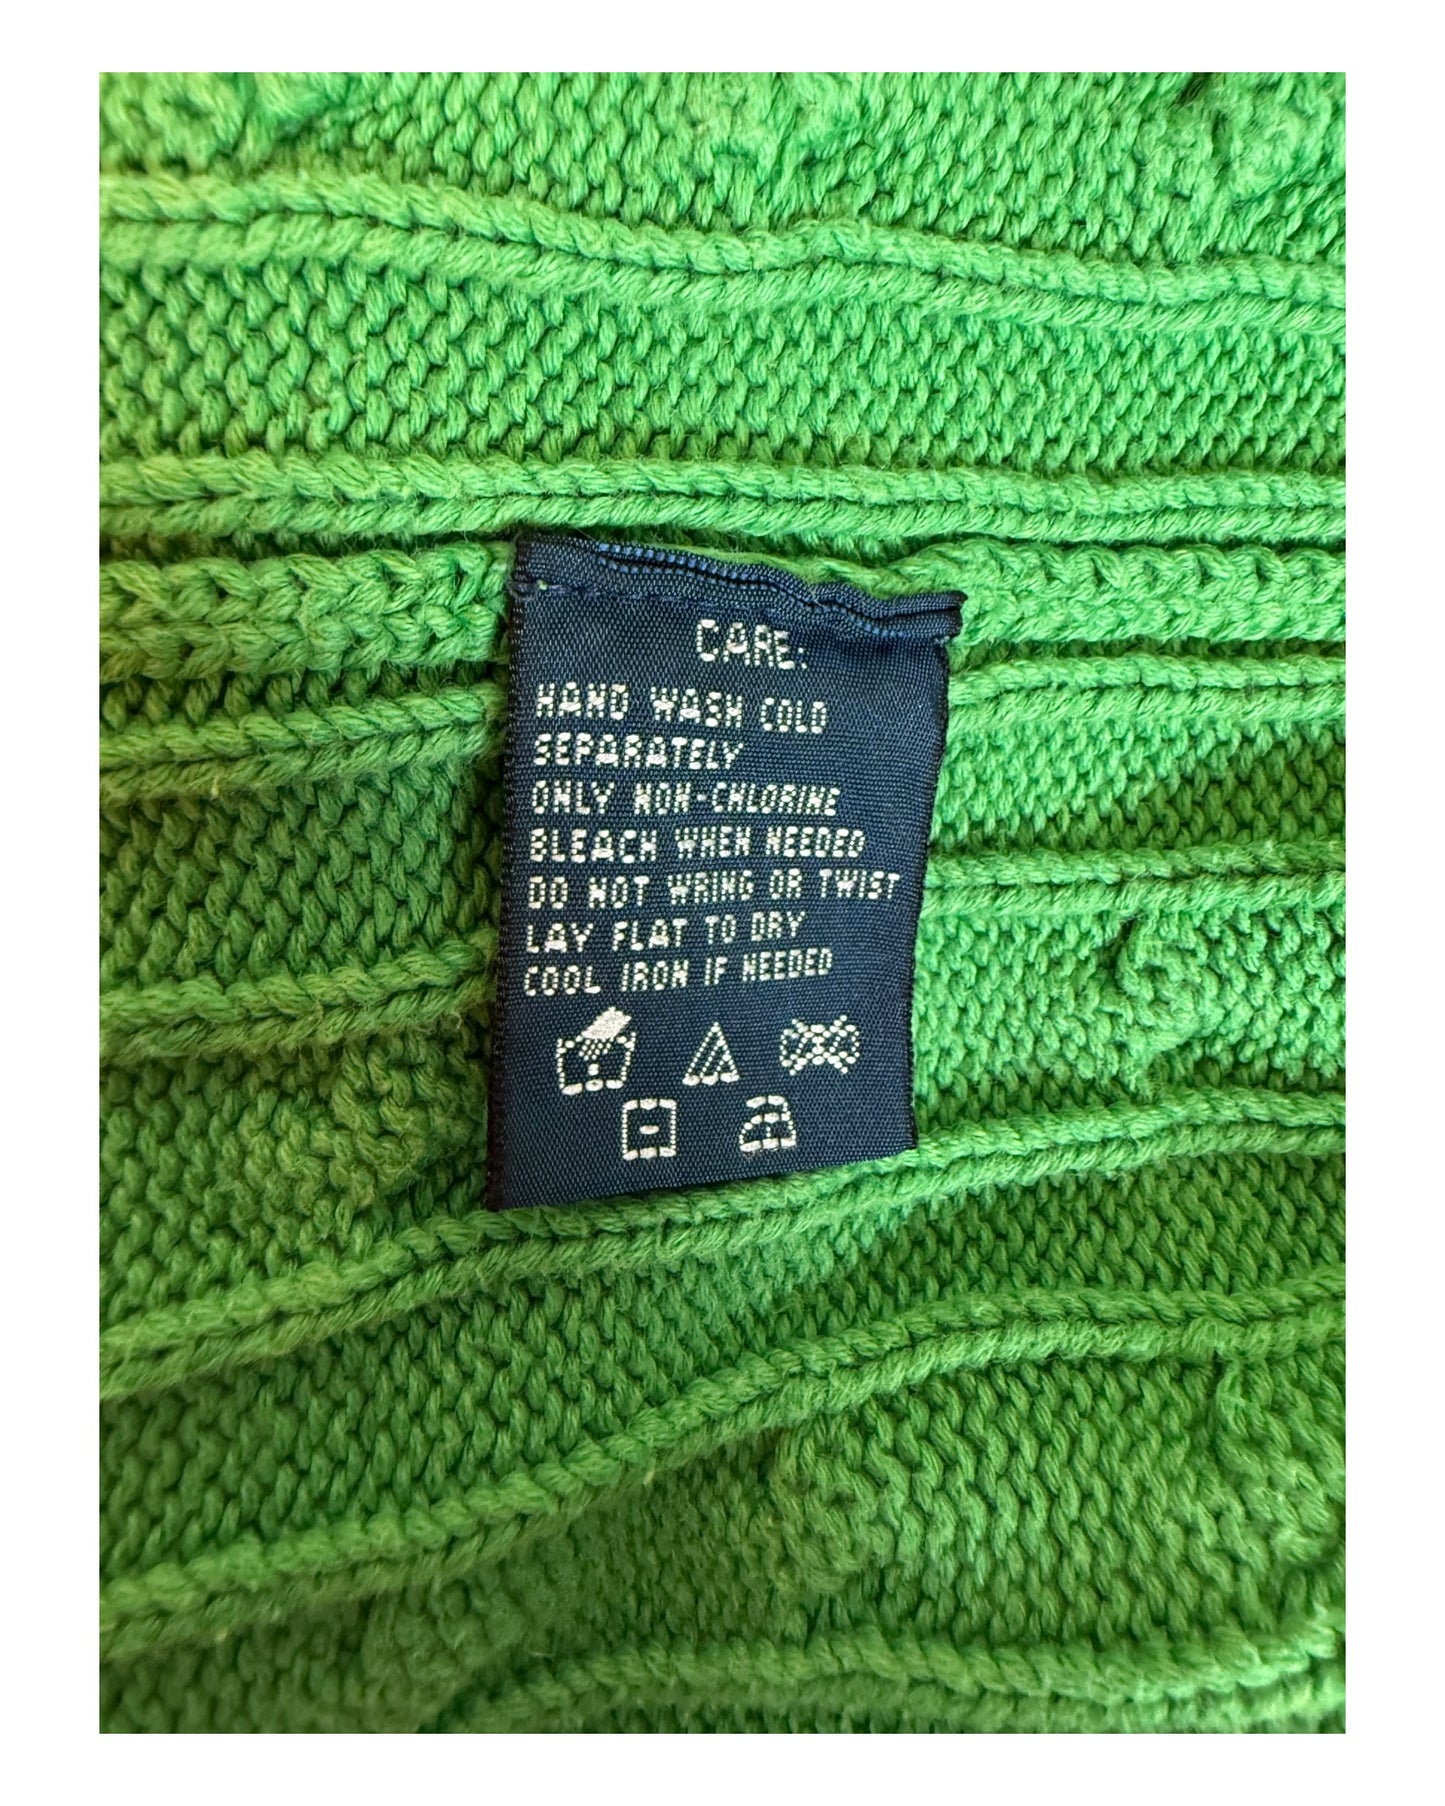 CARE:
HAND WASH COLD
SEPARATELY
ONLY NON-CHLORINE
BLEACH WHEN NEEDED
DO NOT WRING OR TWIST
LAY FLAT TO DRY
COOL IRON IF NEEDED